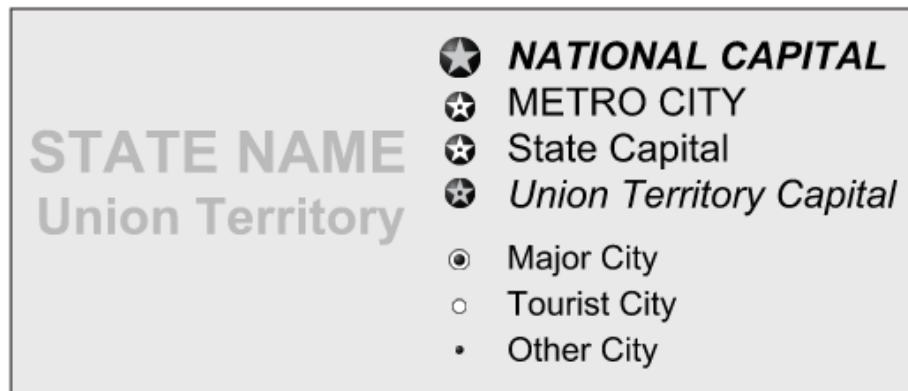 STATE NAME
Union Territory
NATIONAL CAPITAL
METRO CITY
State Capital
Union Territory Capital
Major City
Tourist City
Other City